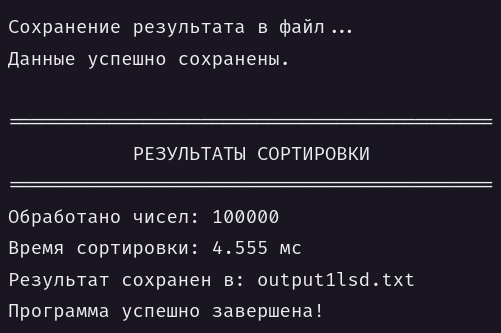 Сохранение результата в файл...
Данные успешно сохранены.
===========================================
РЕЗУЛЬТАТЫ СОРТИРОВКИ
===========================================
Обработано чисел: 100000
Время сортировки: 4.555 мс
Результат сохранен в: output1lsd.txt
Программа успешно завершена!